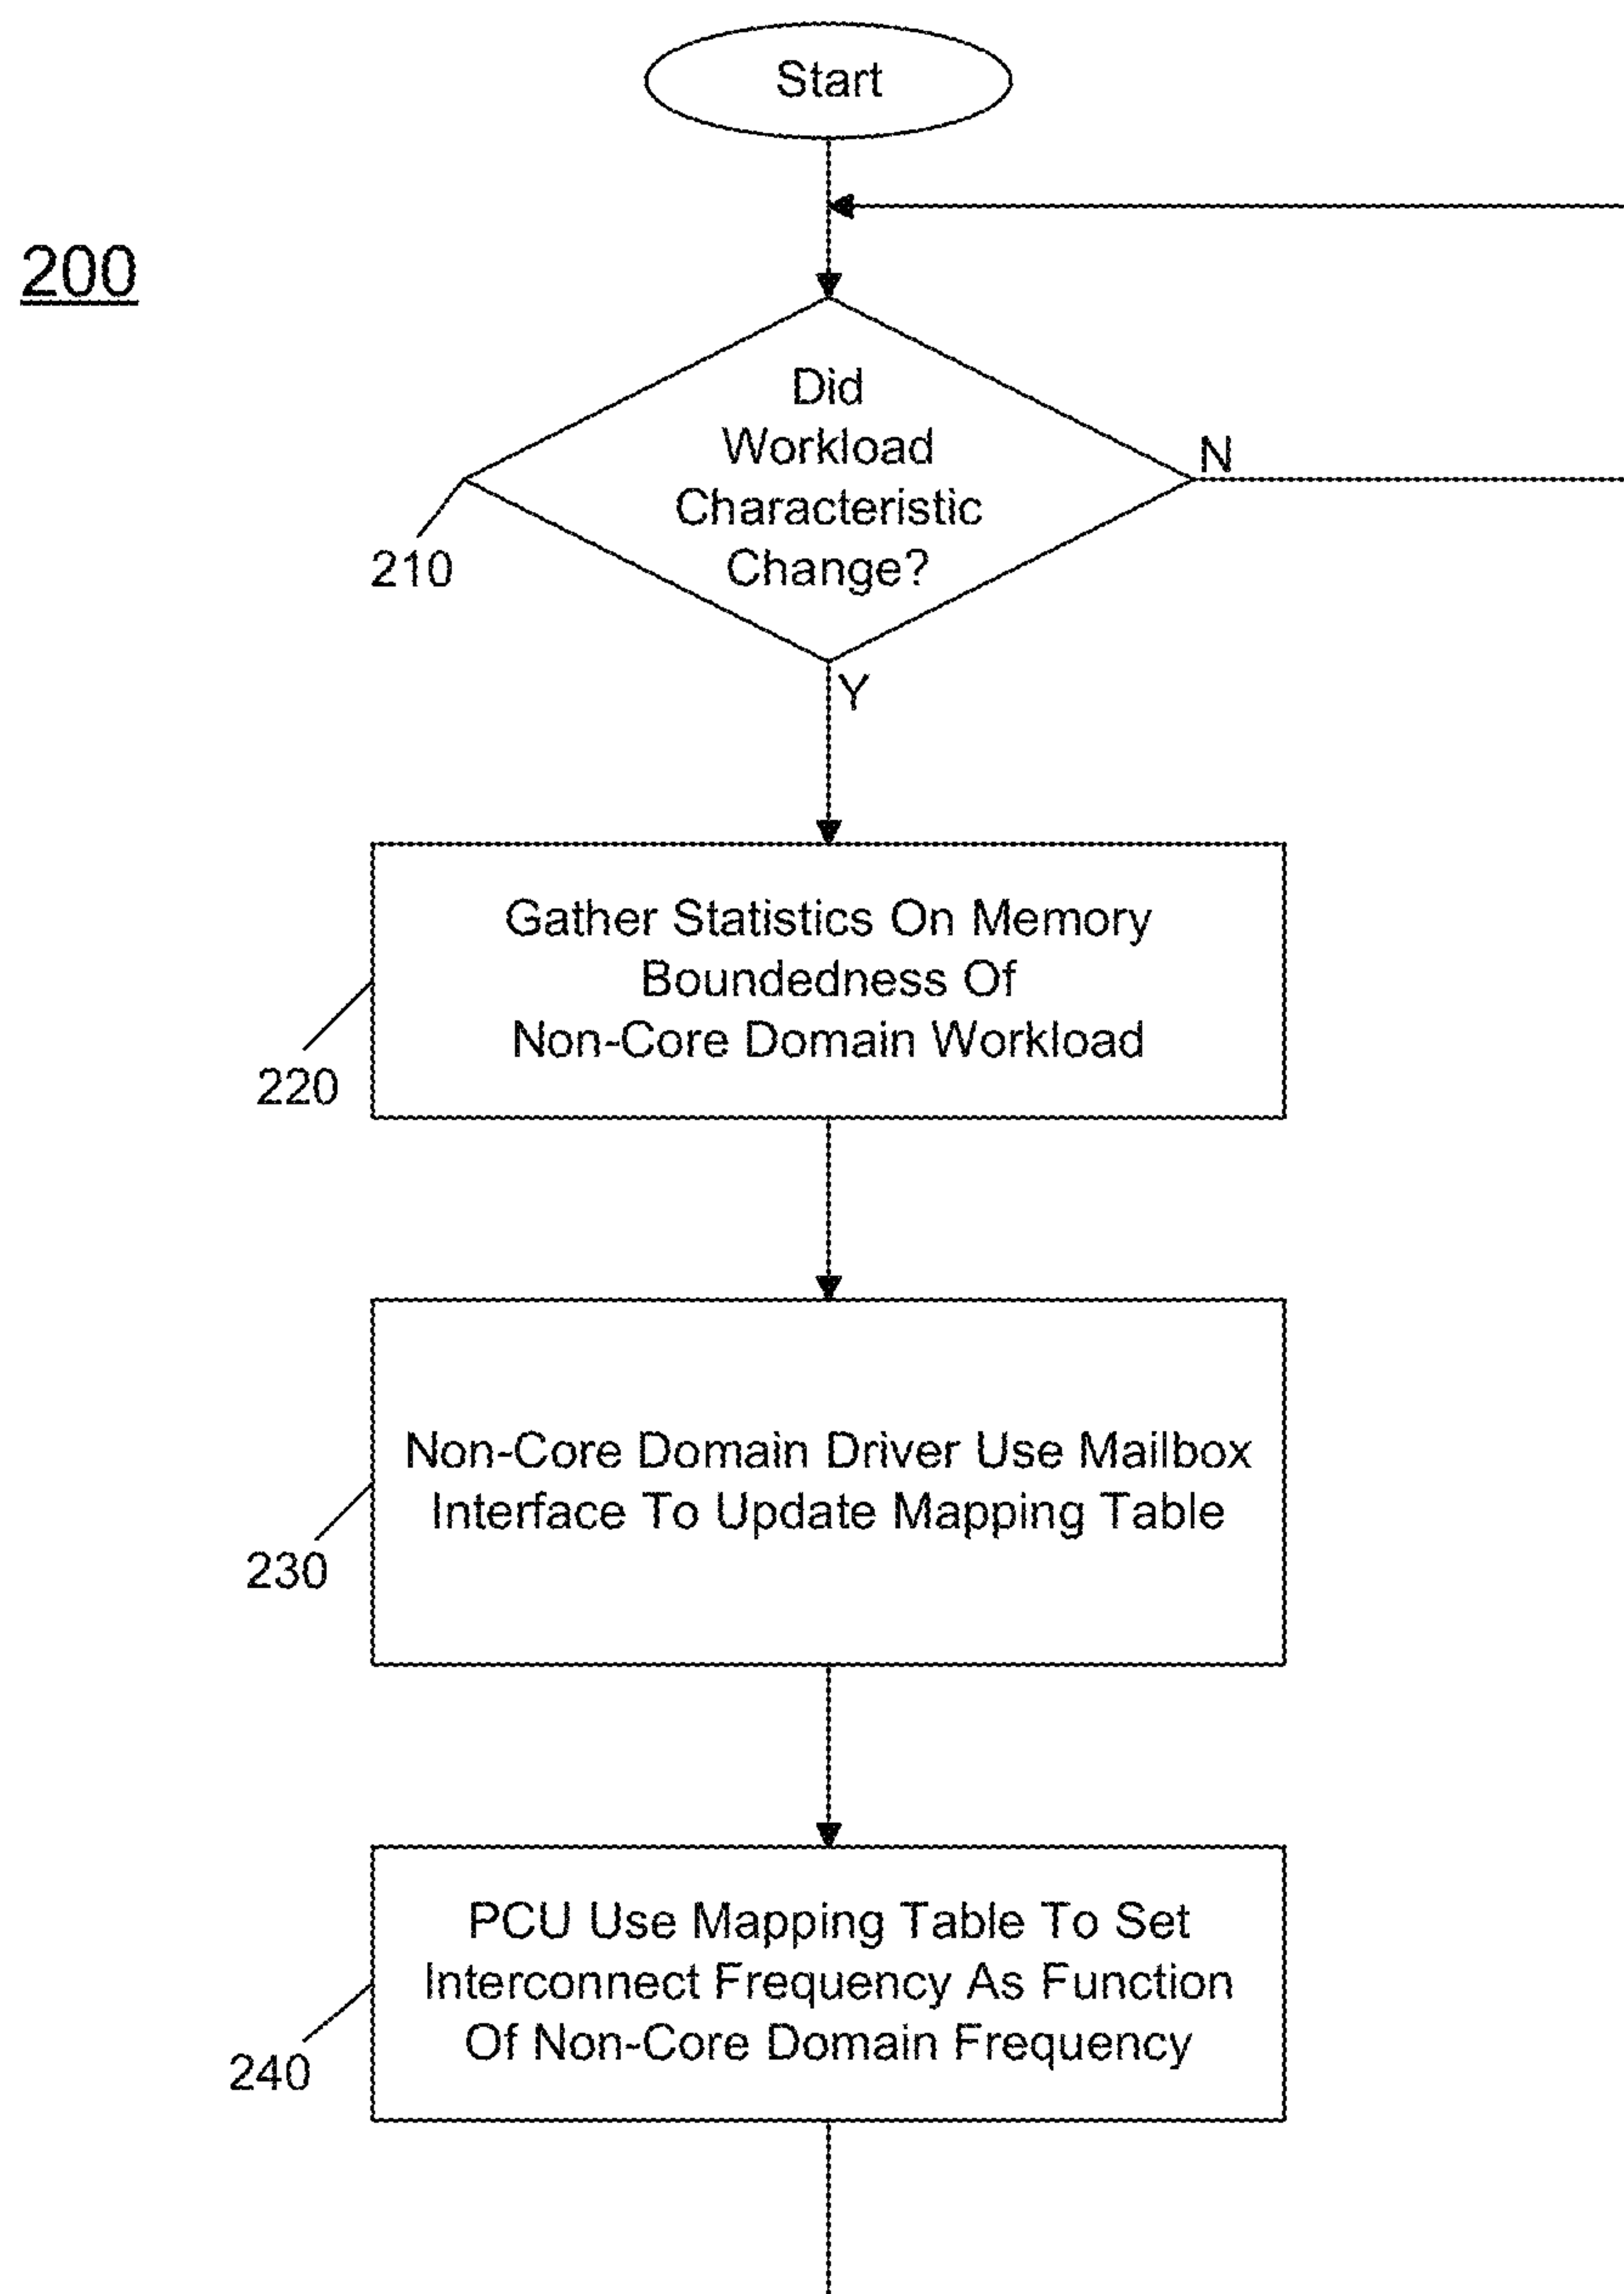 Start
200
Did
Workload
Characteristic
Change?
N
210
Y
Gather Statistics On Memory
Boundedness Of
Non-Core Domain Workload
220
Non-Core Domain Driver Use Mailbox
Interface To Update Mapping Table
230
PCU Use Mapping Table To Set
Interconnect Frequency As Function
Of Non-Core Domain Frequency
240